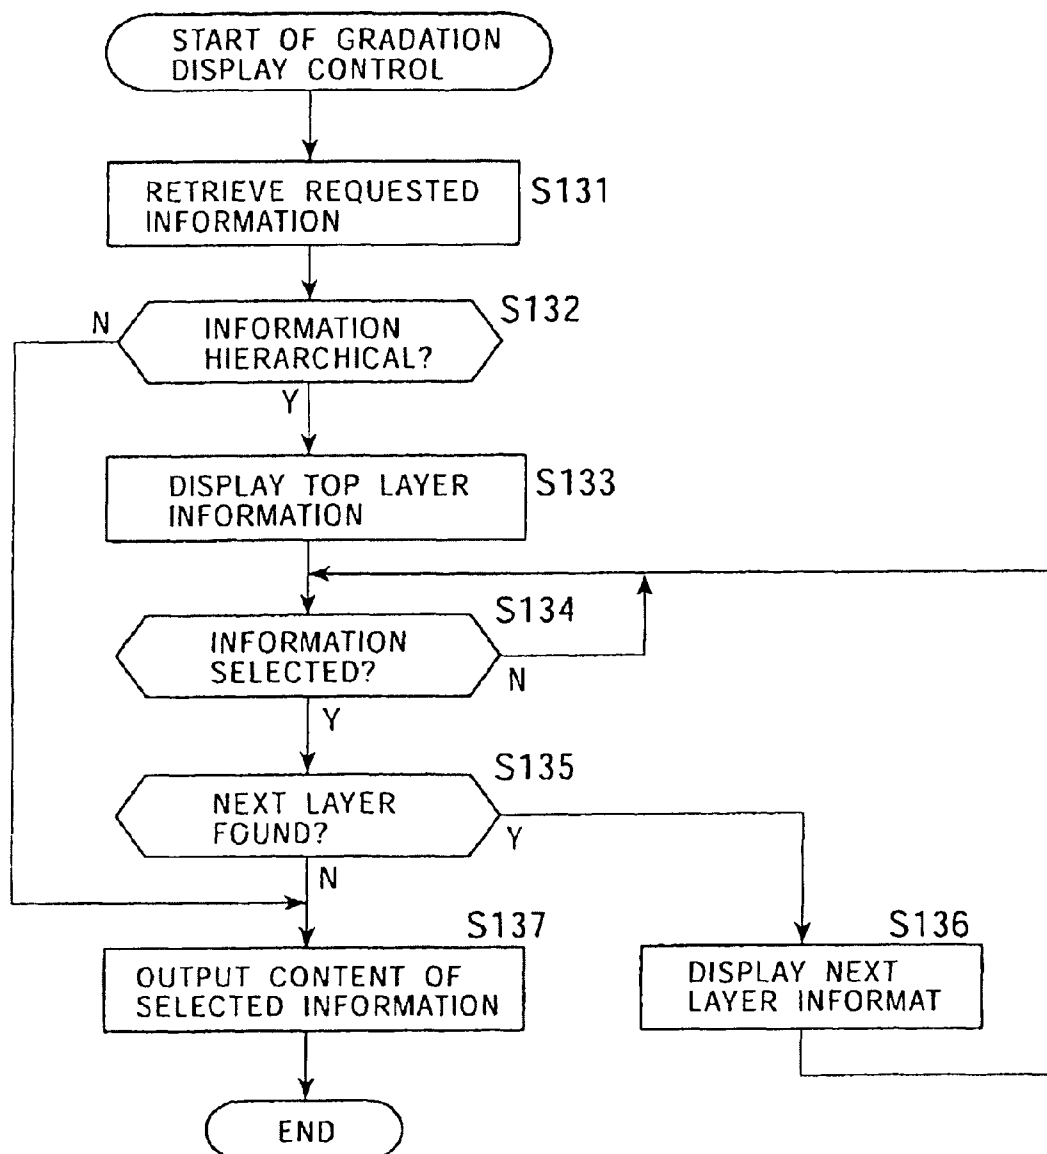 START OF GRADATION
DISPLAY CONTROL
RETRIEVE REQUESTED
INFORMATION
S131
S132
N
INFORMATION
HIERARCHICAL?
Y
DISPLAY TOP LAYER
INFORMATION
S133
S134
INFORMATION
SELECTED?
N
Y
S135
NEXT LAYER
FOUND?
Y
N
S137
OUTPUT CONTENT OF
SELECTED INFORMATION
S136
DISPLAY NEXT
LAYER INFORMAT
END